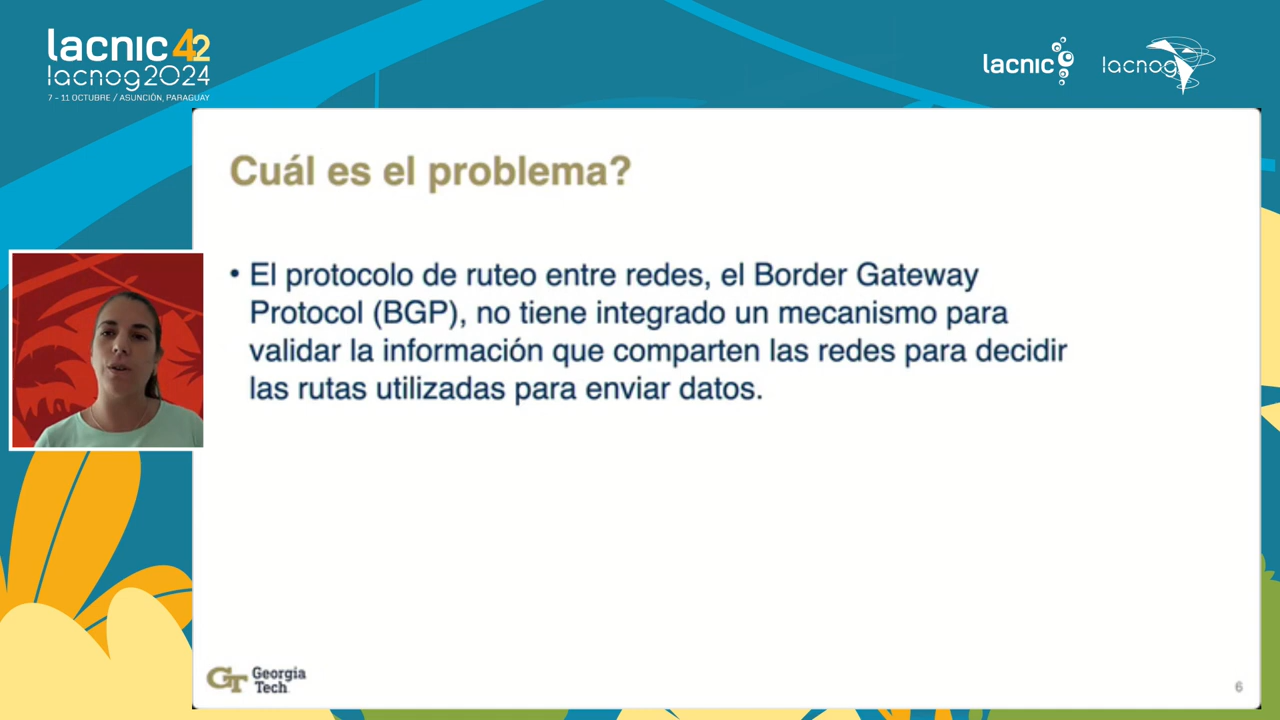 lacnic 42
lacnog2024
7 - 11 OCTUBRE / ASUNCIÓN, PARAGUAY
lacnic
lacnog
Cuál es el problema?
• El protocolo de ruteo entre redes, el Border Gateway
Protocol (BGP), no tiene integrado un mecanismo para
validar la información que comparten las redes para decidir
las rutas utilizadas para enviar datos.
GT Georgia
Tech
6